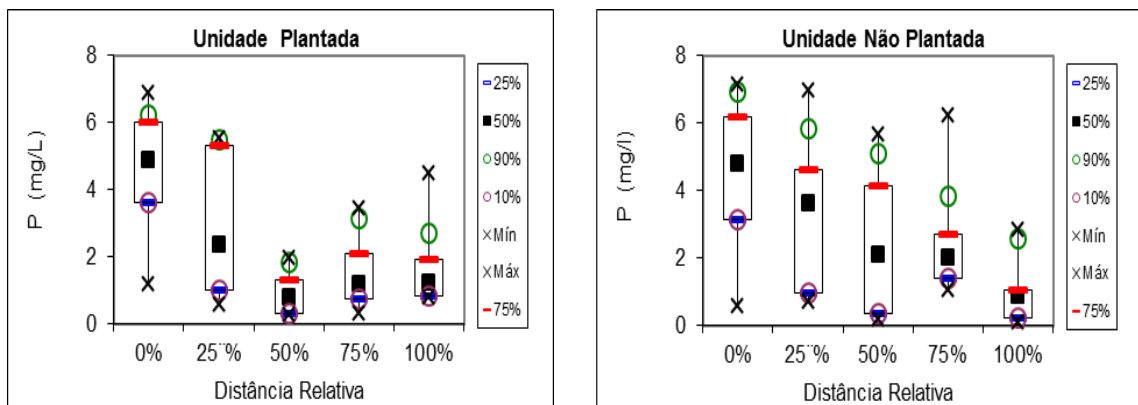 Unidade Plantada
P (mg/L)
8
6
4
2
0
0% 25¨% 50% 75% 100%
Distância Relativa
25%
50%
90%
10%
Mín
Máx
75%
Unidade Não Plantada
P (mg/l)
8
6
4
2
0
0% 25¨% 50% 75% 100%
Distância Relativa
25%
50%
90%
10%
Mín
Máx
75%